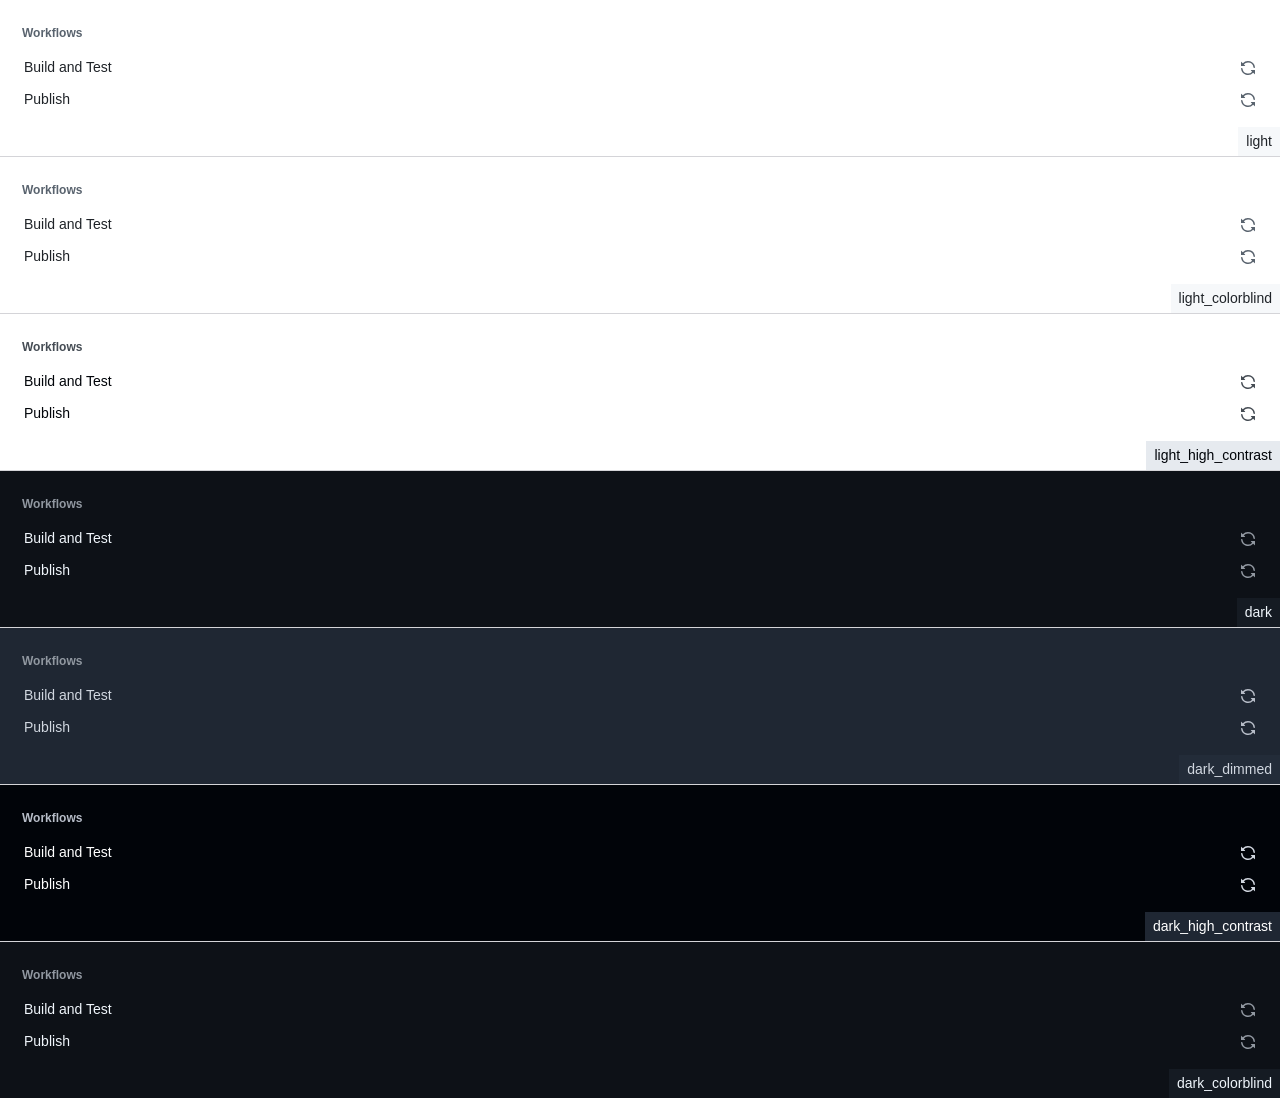 Workflows
Build and Test
Publish
light
Workflows
Build and Test
Publish
light_colorblind
Workflows
Build and Test
Publish
light_high_contrast
Workflows
Build and Test
Publish
dark
Workflows
Build and Test
Publish
dark_dimmed
Workflows
Build and Test
Publish
dark_high_contrast
Workflows
Build and Test
Publish
dark_colorblind